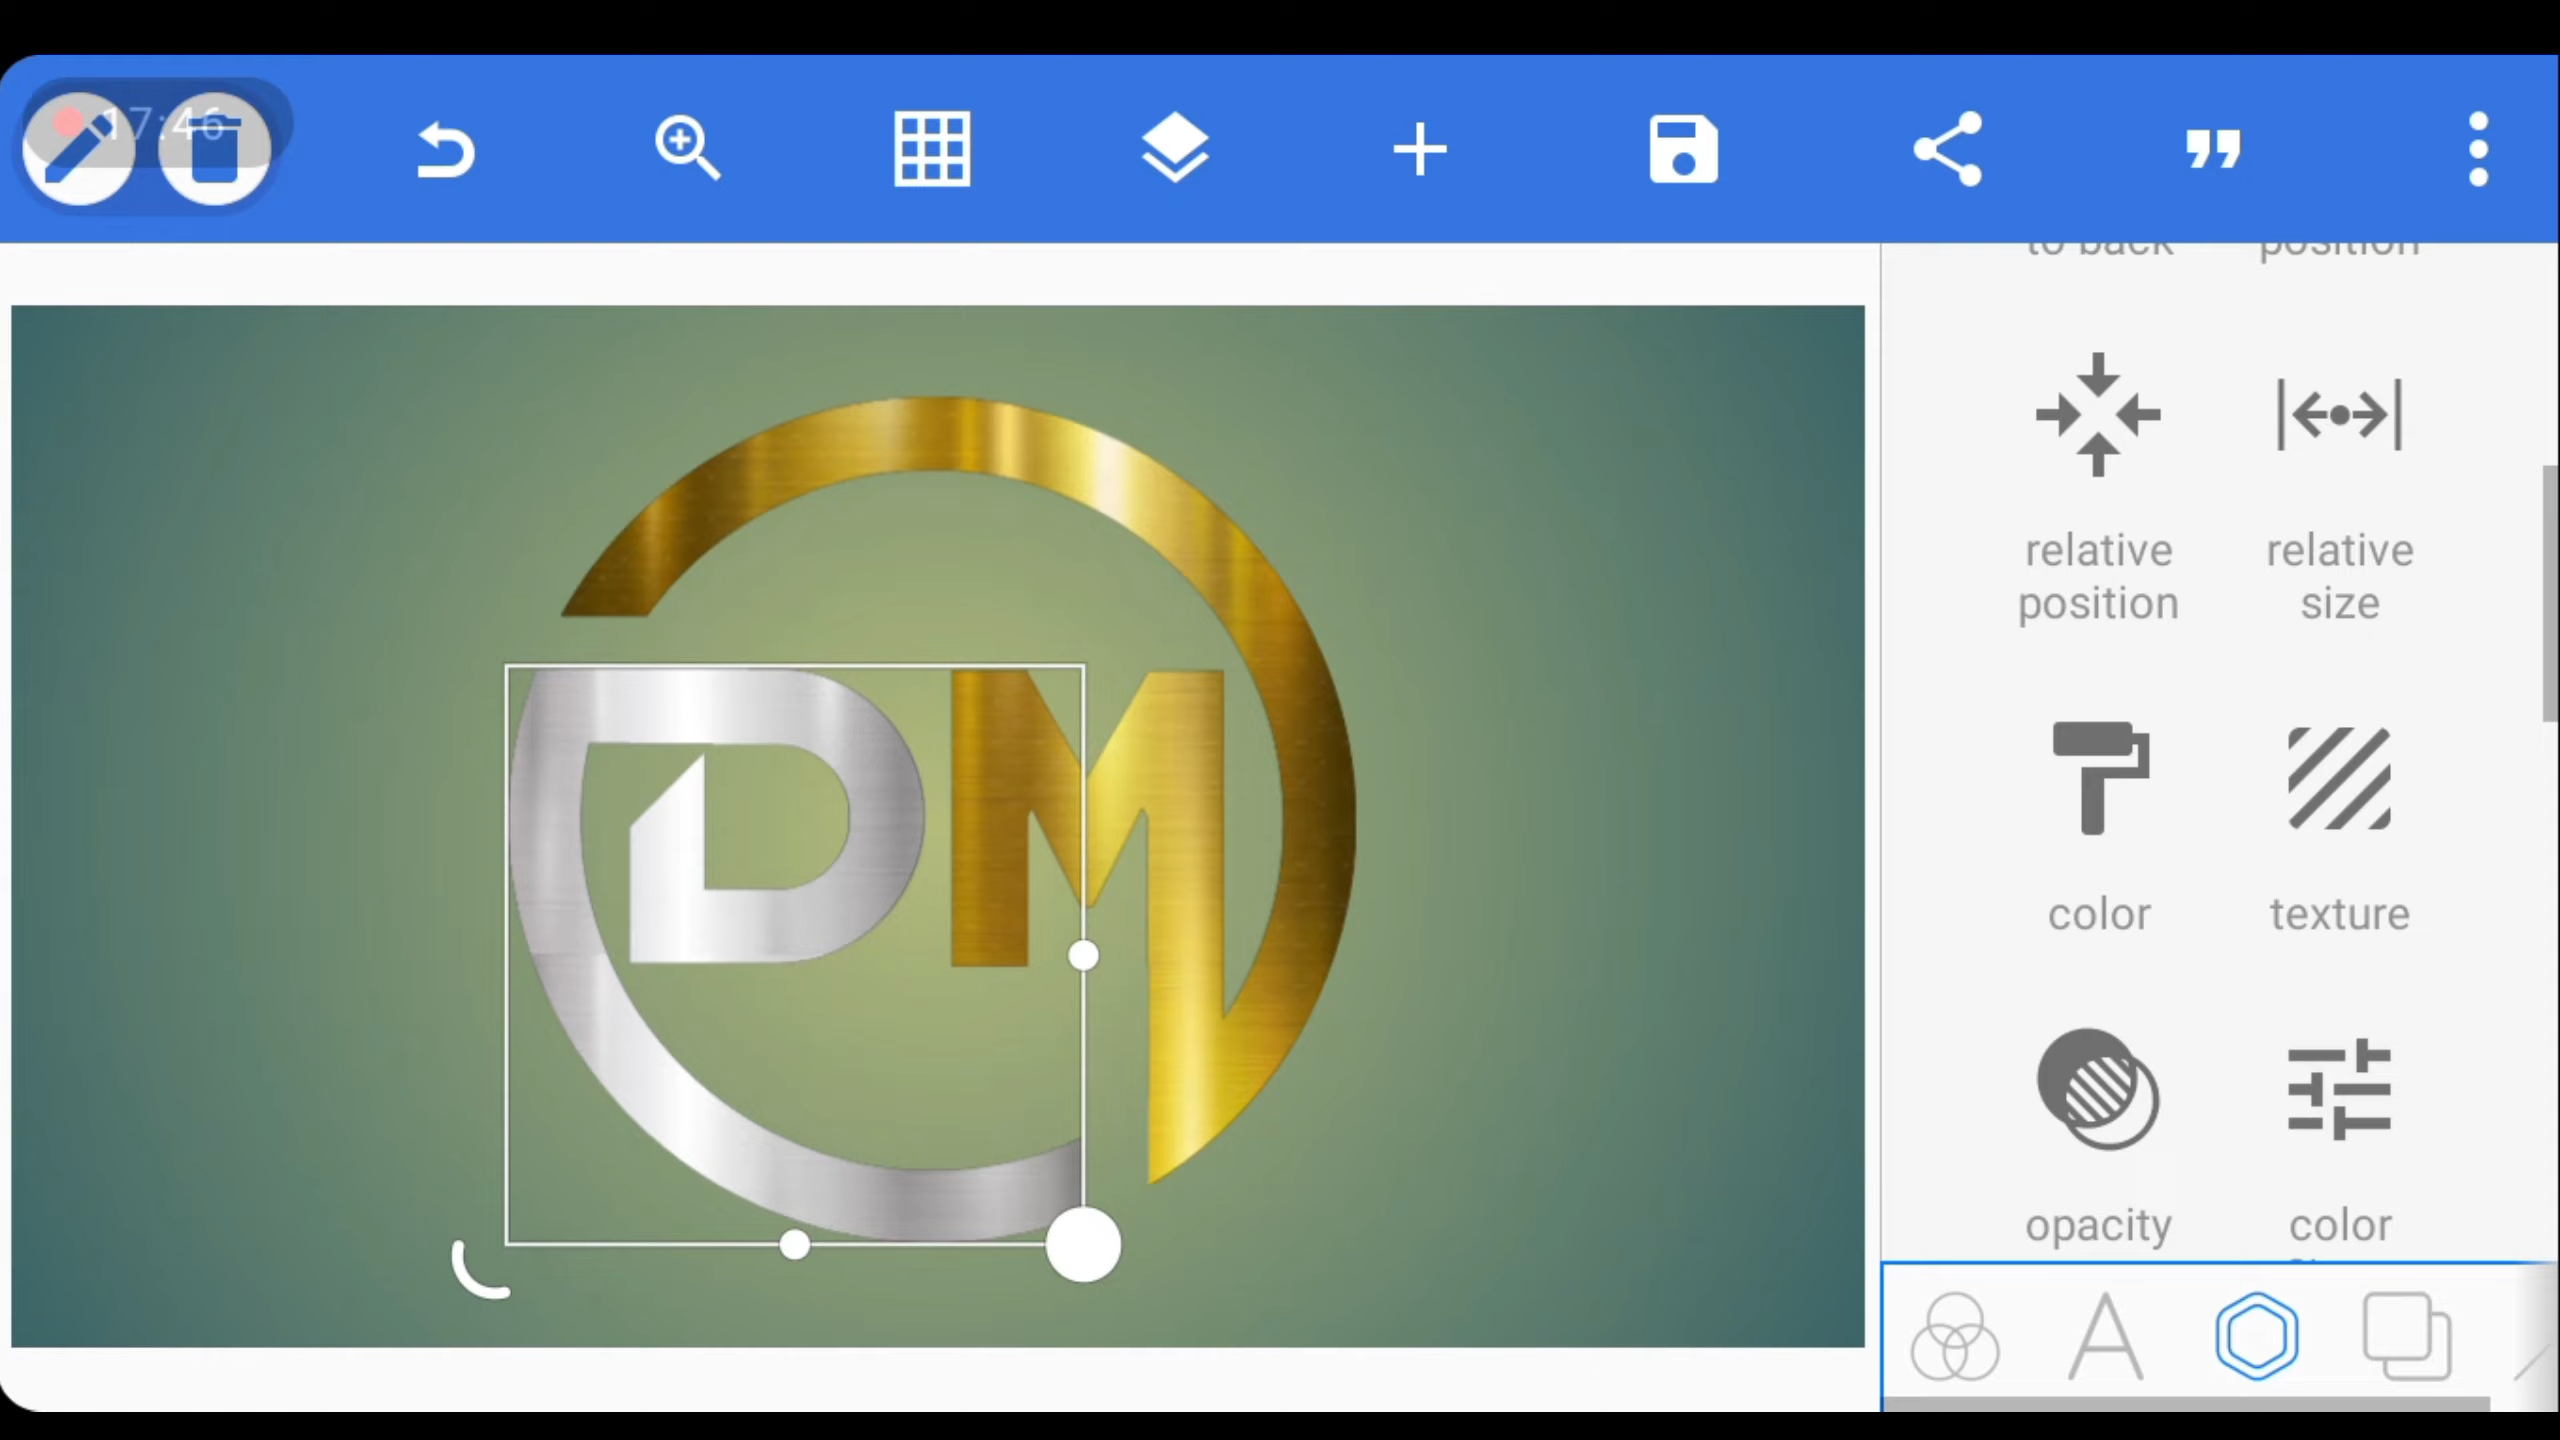 17:46
to back position
relative position
relative size
color
texture
opacity
color
DM